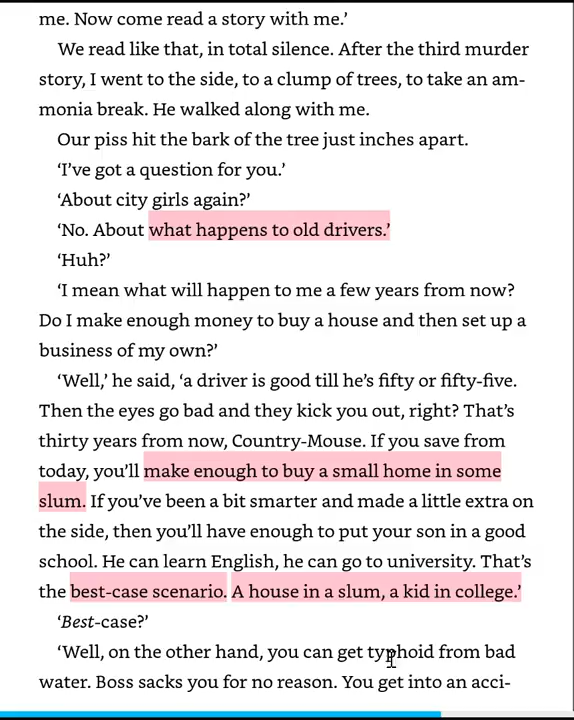 me. Now come read a story with me.’
We read like that, in total silence. After the third murder
story, I went to the side, to a clump of trees, to take an am-
monia break. He walked along with me.
Our piss hit the bark of the tree just inches apart.
‘I’ve got a question for you.’
‘About city girls again?’
‘No. About what happens to old drivers.’
‘Huh?’
‘I mean what will happen to me a few years from now?
Do I make enough money to buy a house and then set up a
business of my own?’
‘Well,’ he said, ‘a driver is good till he’s fifty or fifty-five.
Then the eyes go bad and they kick you out, right? That’s
thirty years from now, Country-Mouse. If you save from
today, you’ll make enough to buy a small home in some
slum. If you’ve been a bit smarter and made a little extra on
the side, then you’ll have enough to put your son in a good
school. He can learn English, he can go to university. That’s
the best-case scenario. A house in a slum, a kid in college.’
‘Best-case?’
‘Well, on the other hand, you can get typhoid from bad
water. Boss sacks you for no reason. You get into an acci-